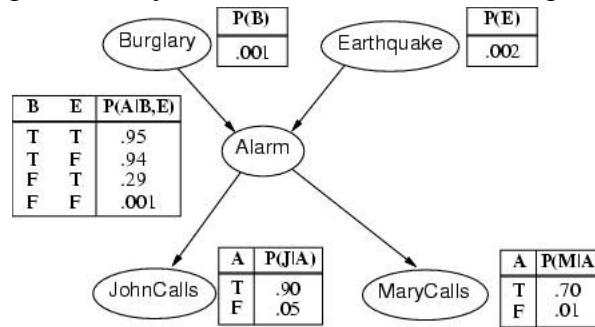 P(B)
Burglary
.001
P(E)
Earthquake
.002
B E P(A|B,E)
T T .95
T F .94
F T .29
F F .001
Alarm
A P(J|A)
T .90
F .05
JohnCalls
A P(M|A
T .70
F .01
MaryCalls